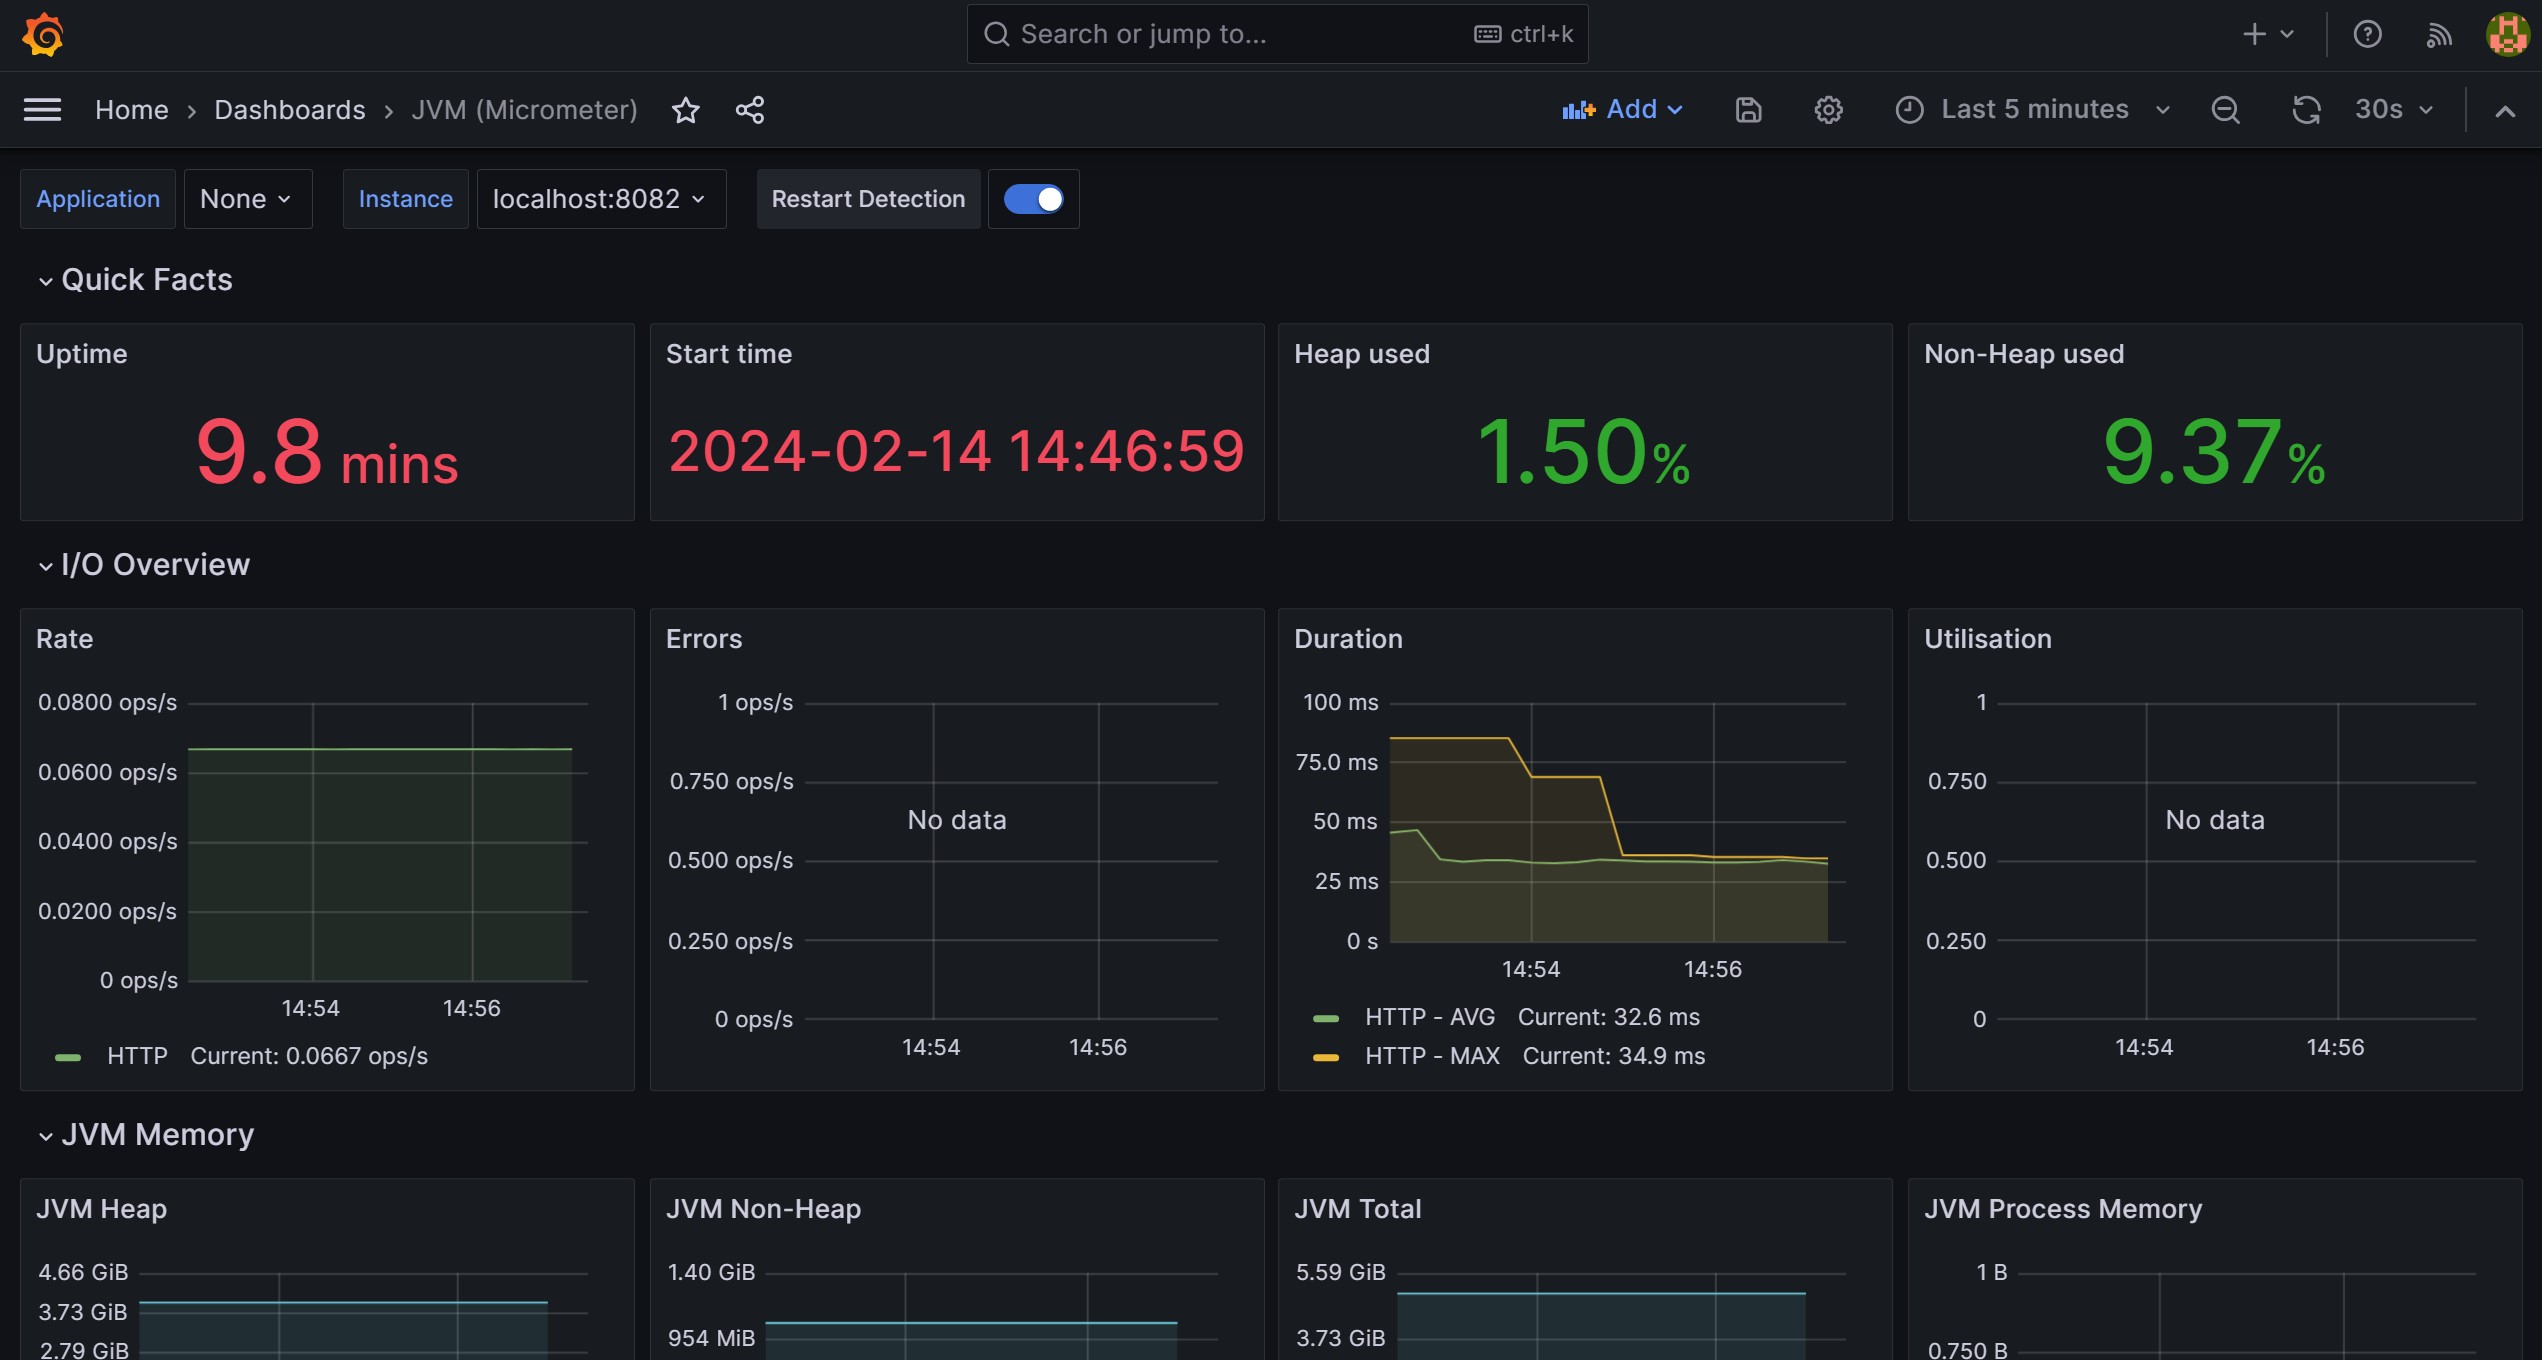 Search or jump to...
ctrl+k
Home
Dashboards
JVM (Micrometer)
Add
Last 5 minutes
30s
Application
None
Instance
localhost:8082
Restart Detection
Quick Facts
Uptime
9.8 mins
Start time
2024-02-14 14:46:59
Heap used
1.50%
Non-Heap used
9.37%
I/O Overview
Rate
0.0800 ops/s
0.0600 ops/s
0.0400 ops/s
0.0200 ops/s
0 ops/s
14:54
14:56
HTTP Current: 0.0667 ops/s
Errors
1 ops/s
0.750 ops/s
0.500 ops/s
0.250 ops/s
0 ops/s
No data
14:54
14:56
Duration
100 ms
75.0 ms
50 ms
25 ms
0 s
14:54
14:56
HTTP - AVG Current: 32.6 ms
HTTP - MAX Current: 34.9 ms
Utilisation
1
0.750
0.500
0.250
0
No data
14:54
14:56
JVM Memory
JVM Heap
4.66 GiB
3.73 GiB
2.79 GiB
JVM Non-Heap
1.40 GiB
954 MiB
JVM Total
5.59 GiB
3.73 GiB
JVM Process Memory
1 B
0.750 B